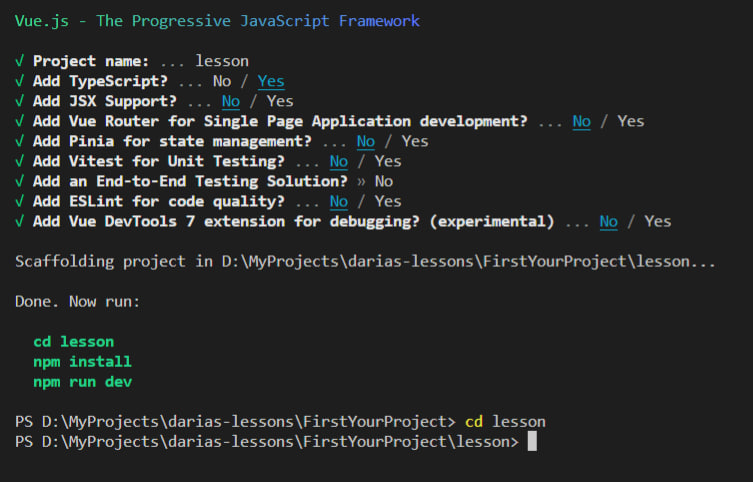 Vue.js - The Progressive JavaScript Framework
√ Project name: ... lesson
√ Add TypeScript? ... No / Yes
√ Add JSX Support? ... No / Yes
√ Add Vue Router for Single Page Application development? ... No / Yes
√ Add Pinia for state management? ... No / Yes
√ Add Vitest for Unit Testing? ... No / Yes
√ Add an End-to-End Testing Solution? » No
√ Add ESLint for code quality? ... No / Yes
√ Add Vue DevTools 7 extension for debugging? (experimental) ... No / Yes
Scaffolding project in D:\MyProjects\darias-lessons\FirstYourProject\lesson...
Done. Now run:
cd lesson
npm install
npm run dev
PS D:\MyProjects\darias-lessons\FirstYourProject> cd lesson
PS D:\MyProjects\darias-lessons\FirstYourProject\lesson>